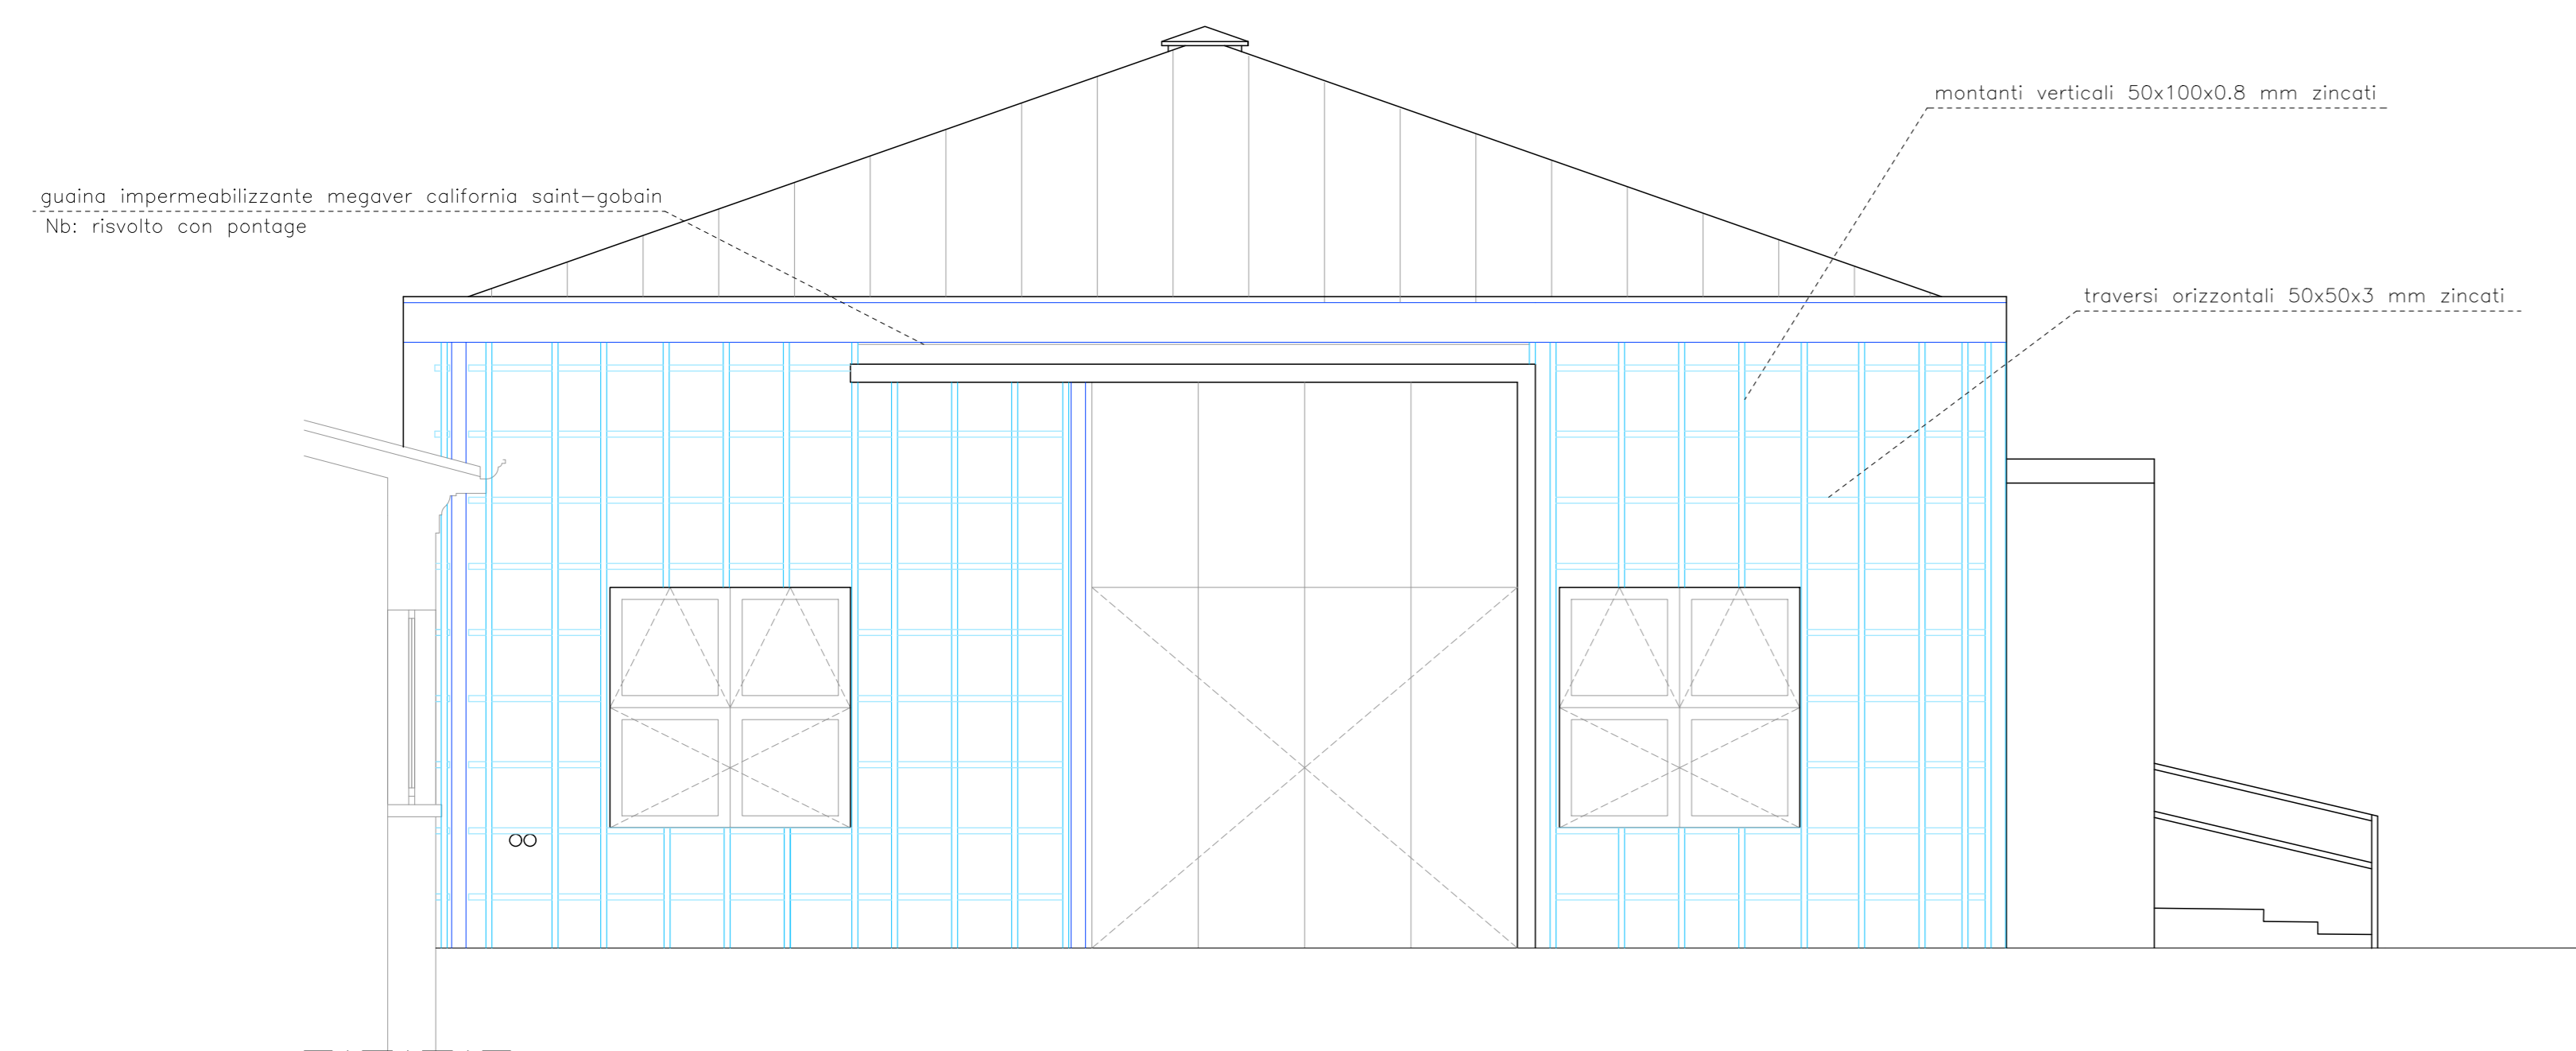 montanti verticali 50x100x0.8 mm zincati
guaina impermeabilizzante megaver california saint-gobain
Nb: risvolto con pontage
traversi orizzontali 50x50x3 mm zincati